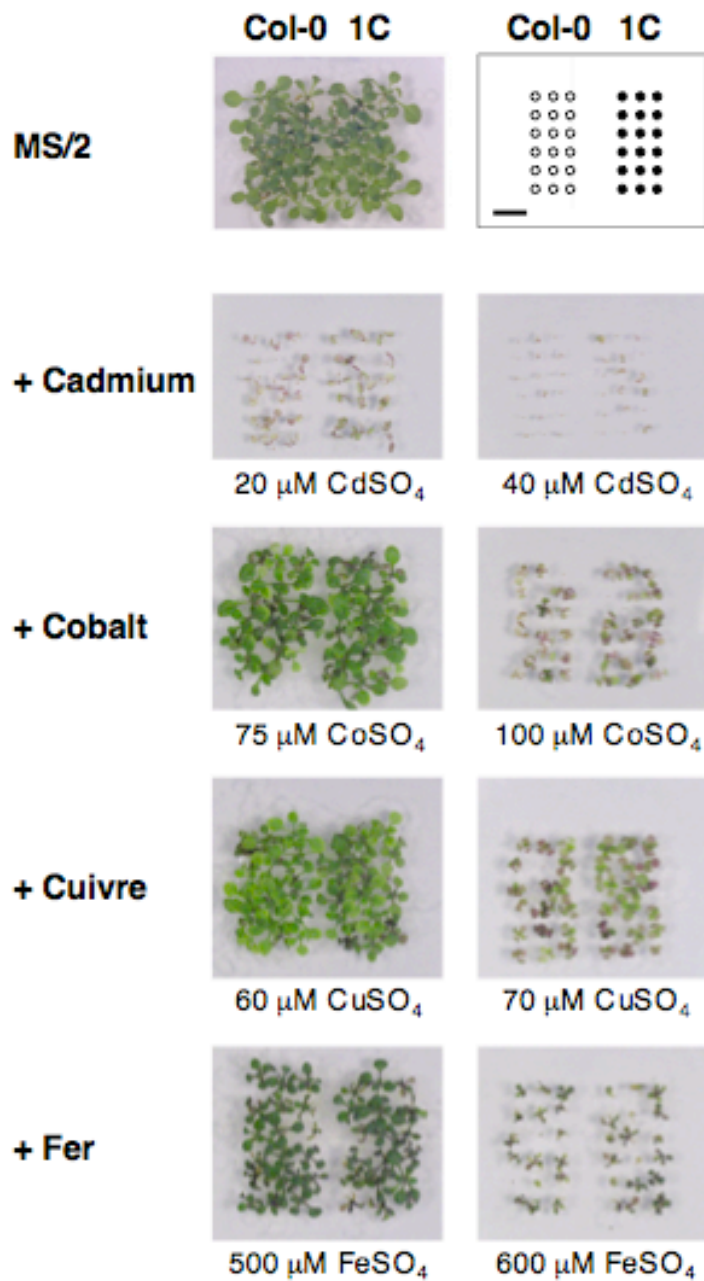 Col-0 1C Col-0 1C
MS/2
+ Cadmium
20 µM CdSO₄ 40 µM CdSO₄
+ Cobalt
75 µM CoSO₄ 100 µM CoSO₄
+ Cuivre
60 µM CuSO₄ 70 µM CuSO₄
+ Fer
500 µM FeSO₄ 600 µM FeSO₄